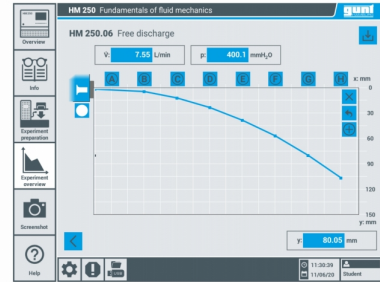 HM 250 Fundamentals of fluid mechanics
gunt
HM 250.06 Free discharge
V̇: 7.55 L/min
p: 400.1 mmH₂O
A B C D E F G H x: mm
0
30
60
90
120
150
y: mm
y: 80.05 mm
Overview
Info
Experiment
preparation
Experiment
overview
Screenshot
Help
USB
11:30:39
11/06/20
Student